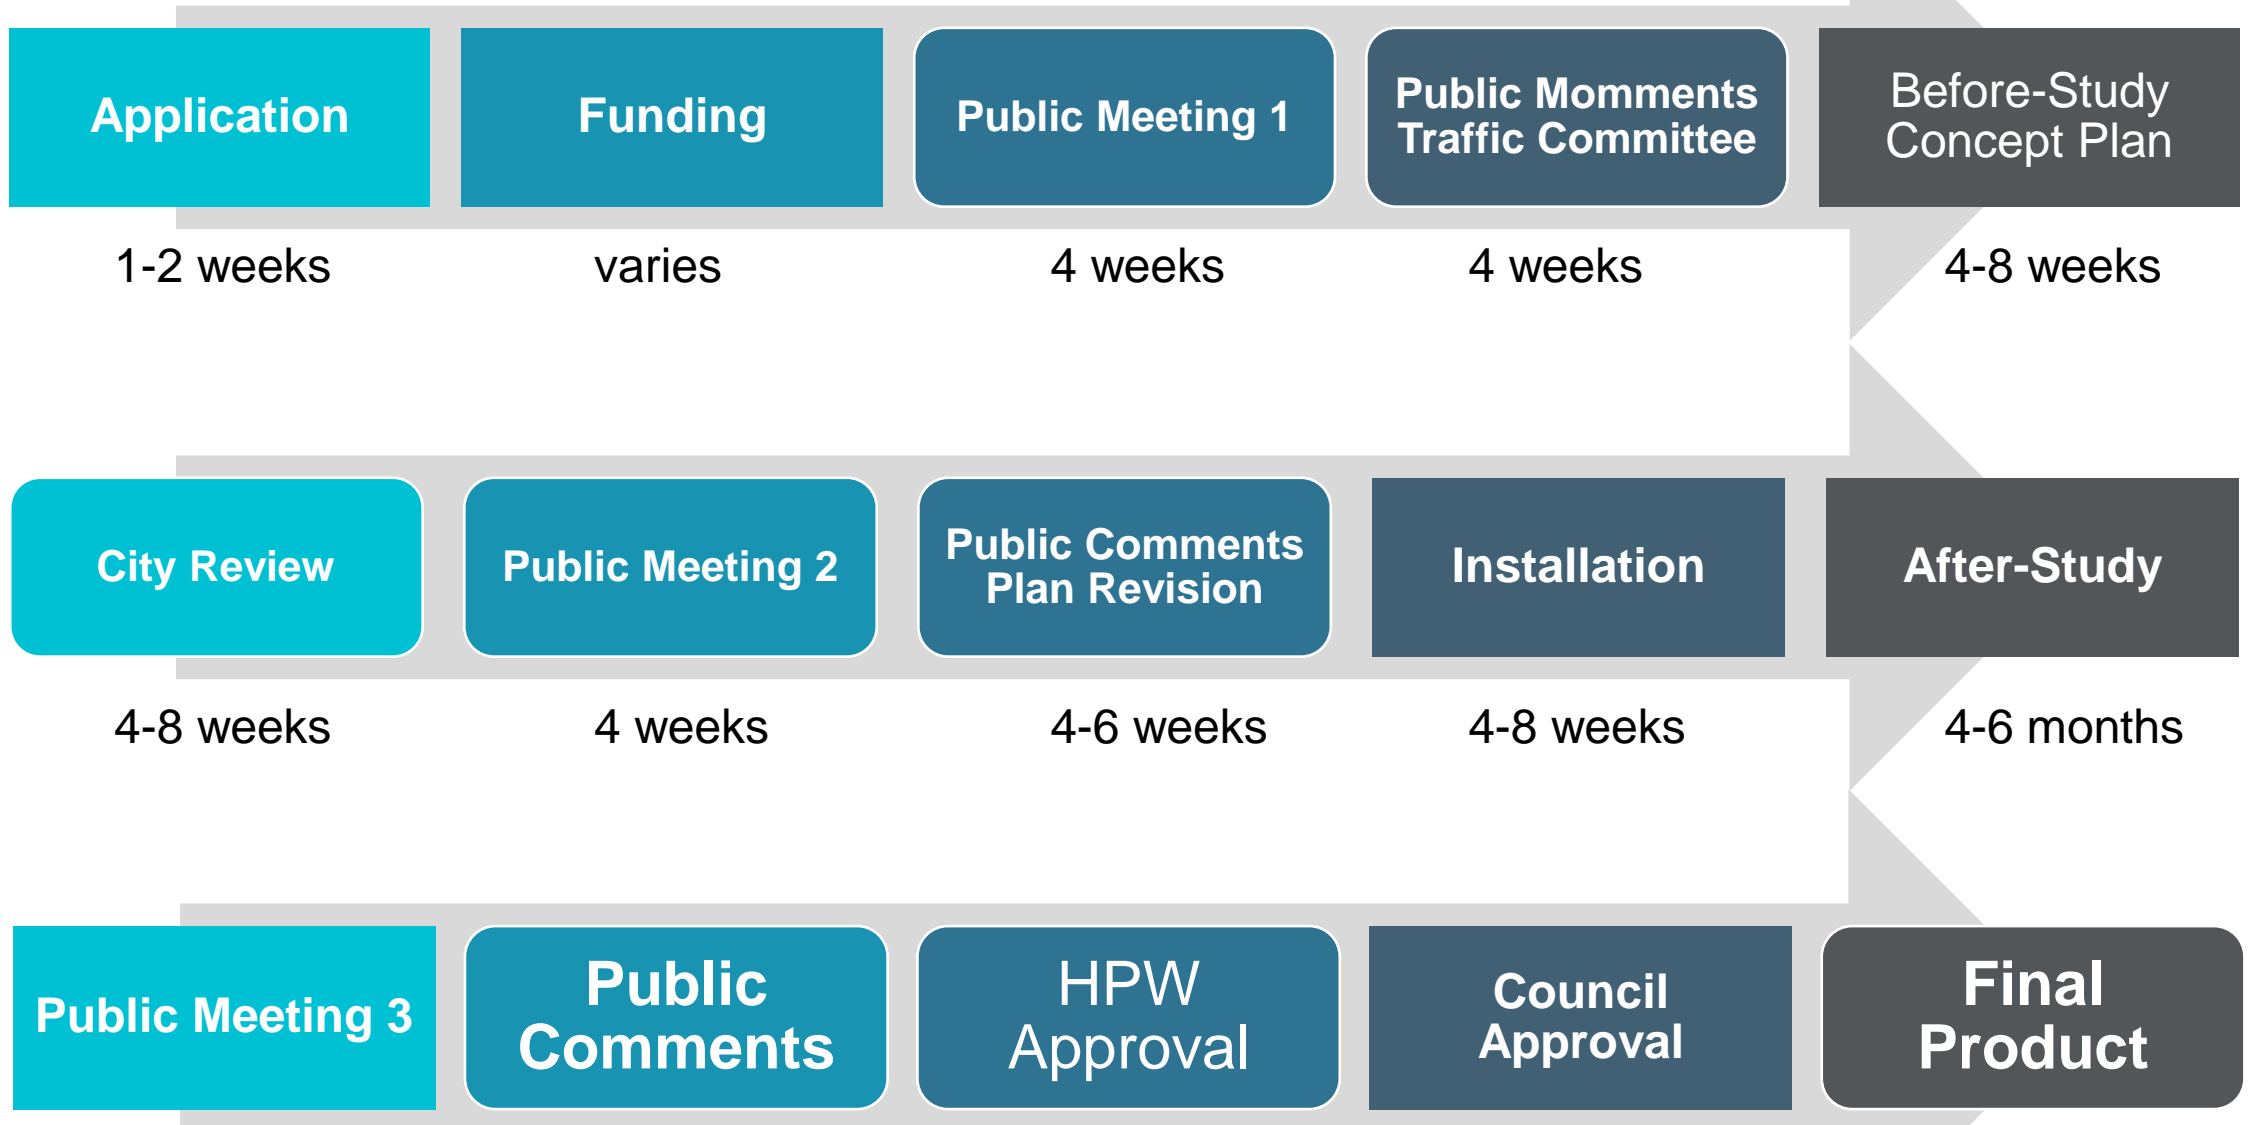 Application
Funding
Public Meeting 1
Public Momments
Traffic Committee
Before-Study
Concept Plan
1-2 weeks
varies
4 weeks
4 weeks
4-8 weeks
City Review
Public Meeting 2
Public Comments
Plan Revision
Installation
After-Study
4-8 weeks
4 weeks
4-6 weeks
4-8 weeks
4-6 months
Public Meeting 3
Public
Comments
HPW
Approval
Council
Approval
Final
Product